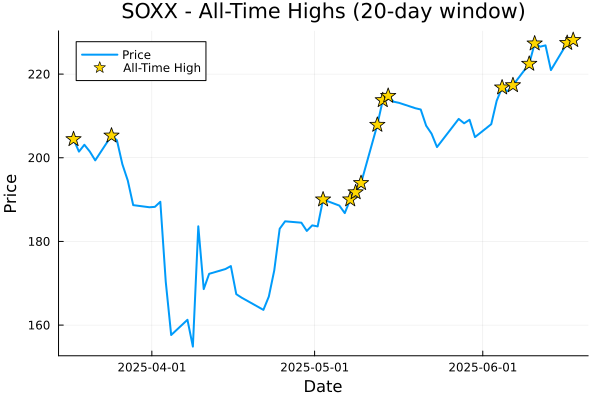 SOXX - All-Time Highs (20-day window)
Price
All-Time High
Price
220
200
180
160
2025-04-01
2025-05-01
2025-06-01
Date